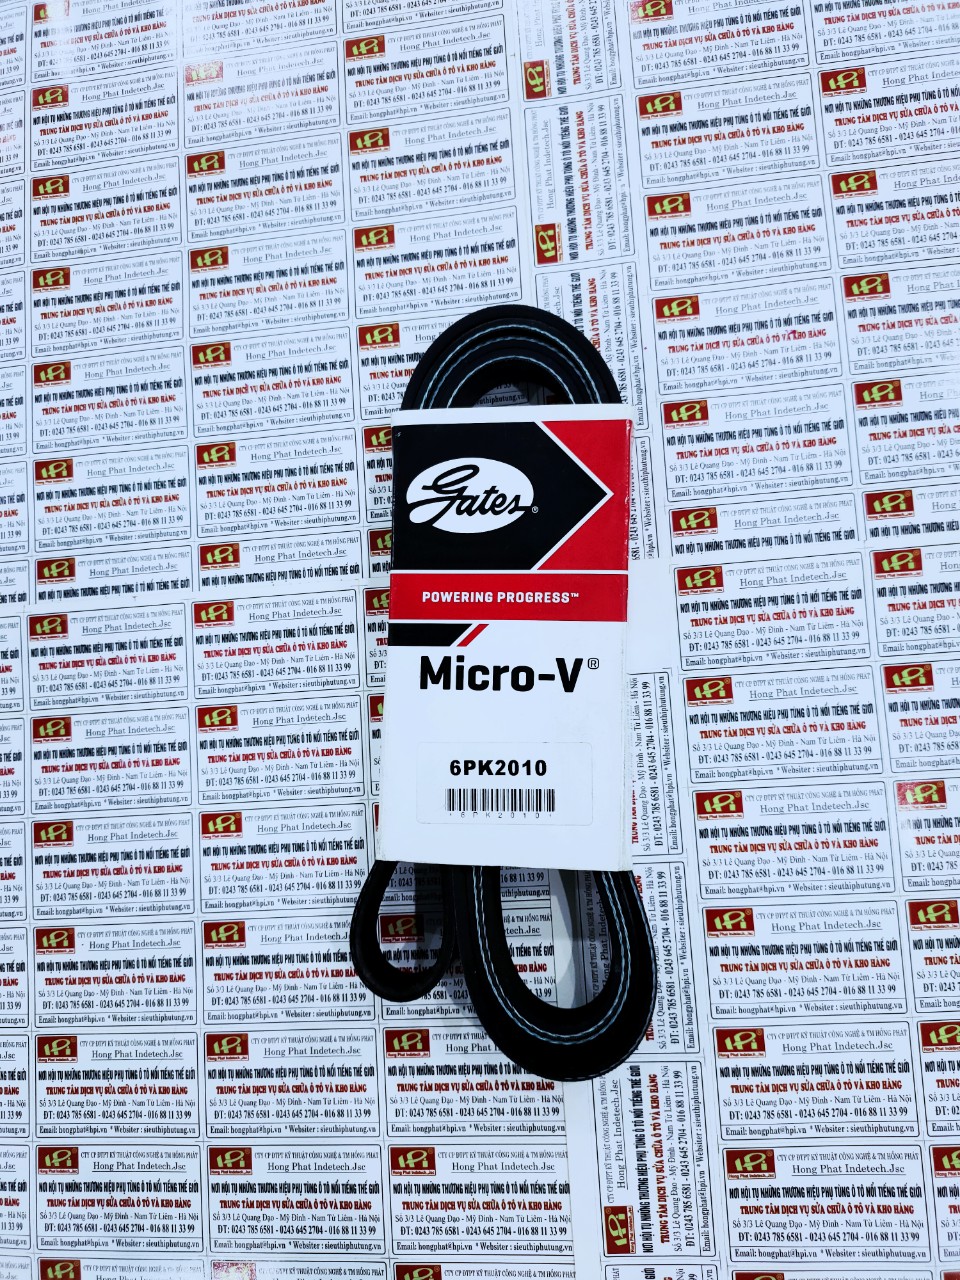 Gates®
POWERING PROGRESS™
Micro-V®
6PK2010
*6PK2010*
CTY CP ĐTPT KỸ THUẬT CÔNG NGHỆ & TM HỒNG PHÁT
Hong Phat Indetech.Jsc
NƠI HỘI TỤ NHỮNG THƯƠNG HIỆU PHỤ TÙNG Ô TÔ NỔI TIẾNG THẾ GIỚI
TRUNG TÂM DỊCH VỤ SỬA CHỮA Ô TÔ VÀ KHO HÀNG
Số 3/3 Lê Quang Đạo - Mỹ Đình - Nam Từ Liêm - Hà Nội
ĐT: 0243 785 6581 - 0243 645 2704 - 016 88 11 33 99
Email: hongphat@hpi.vn * Websiter : sieuthiphutung.vn